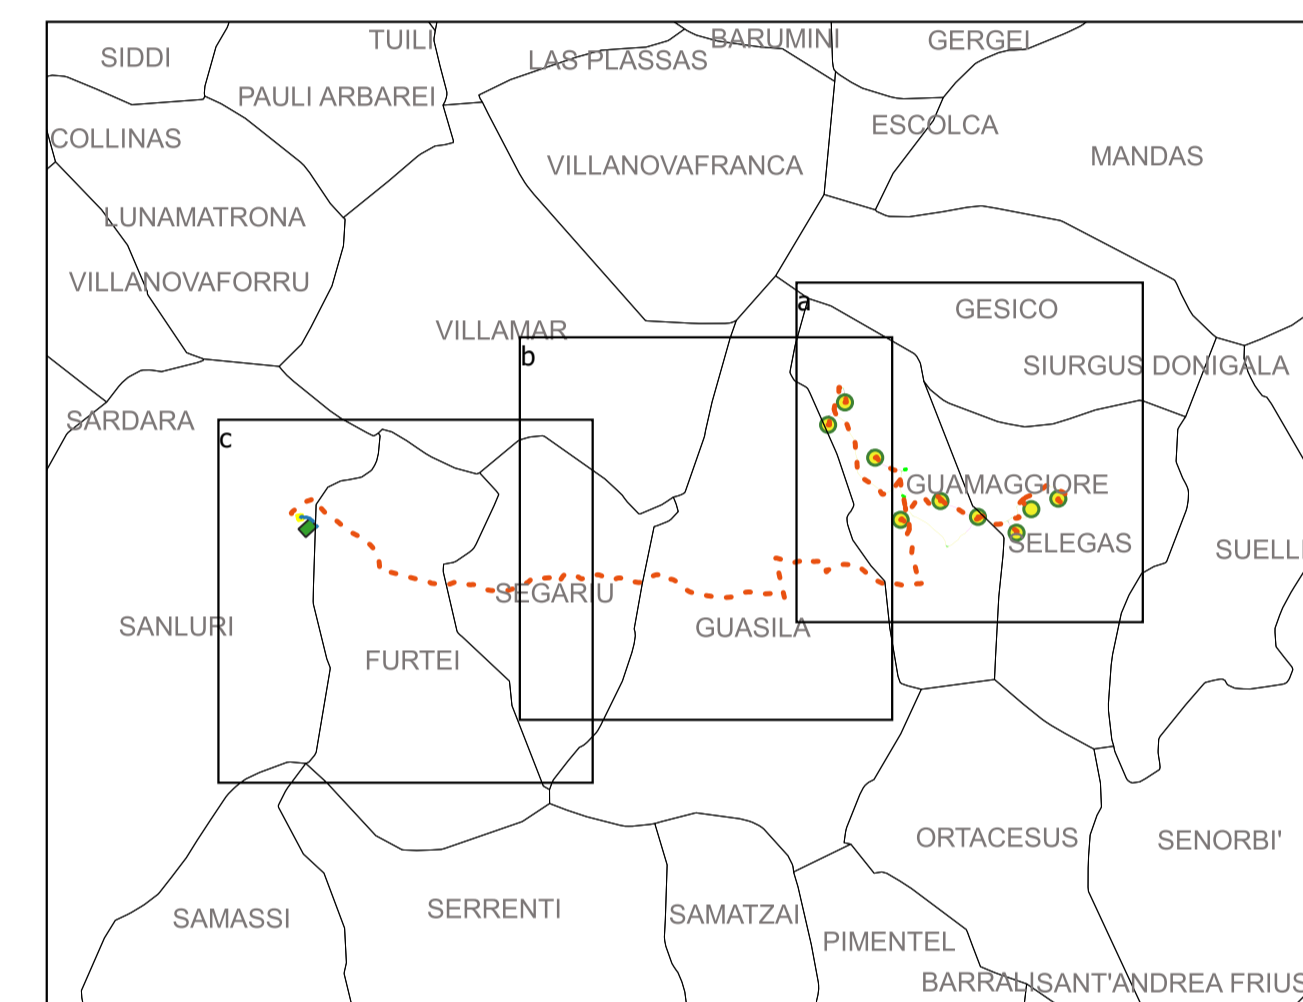 TUILI
BARUMINI
GERGEI
SIDDI
LAS PLASSAS
PAULI ARBAREI
ESCOLCA
COLLINAS
MANDAS
VILLANOVAFRANCA
LUNAMATRONA
VILLANOVAFORRU
a
GESICO
VILLAMAR
b
SIURGUS DONIGALA
SARDARA
c
GUAMAGGIORE
SELEGAS
SUELLI
SEGARIU
SANLURI
GUASILA
FURTEI
ORTACESUS
SENORBI'
SERRENTI
SAMASSI
SAMATZAI
PIMENTEL
BARRALI
SANT'ANDREA FRIUS